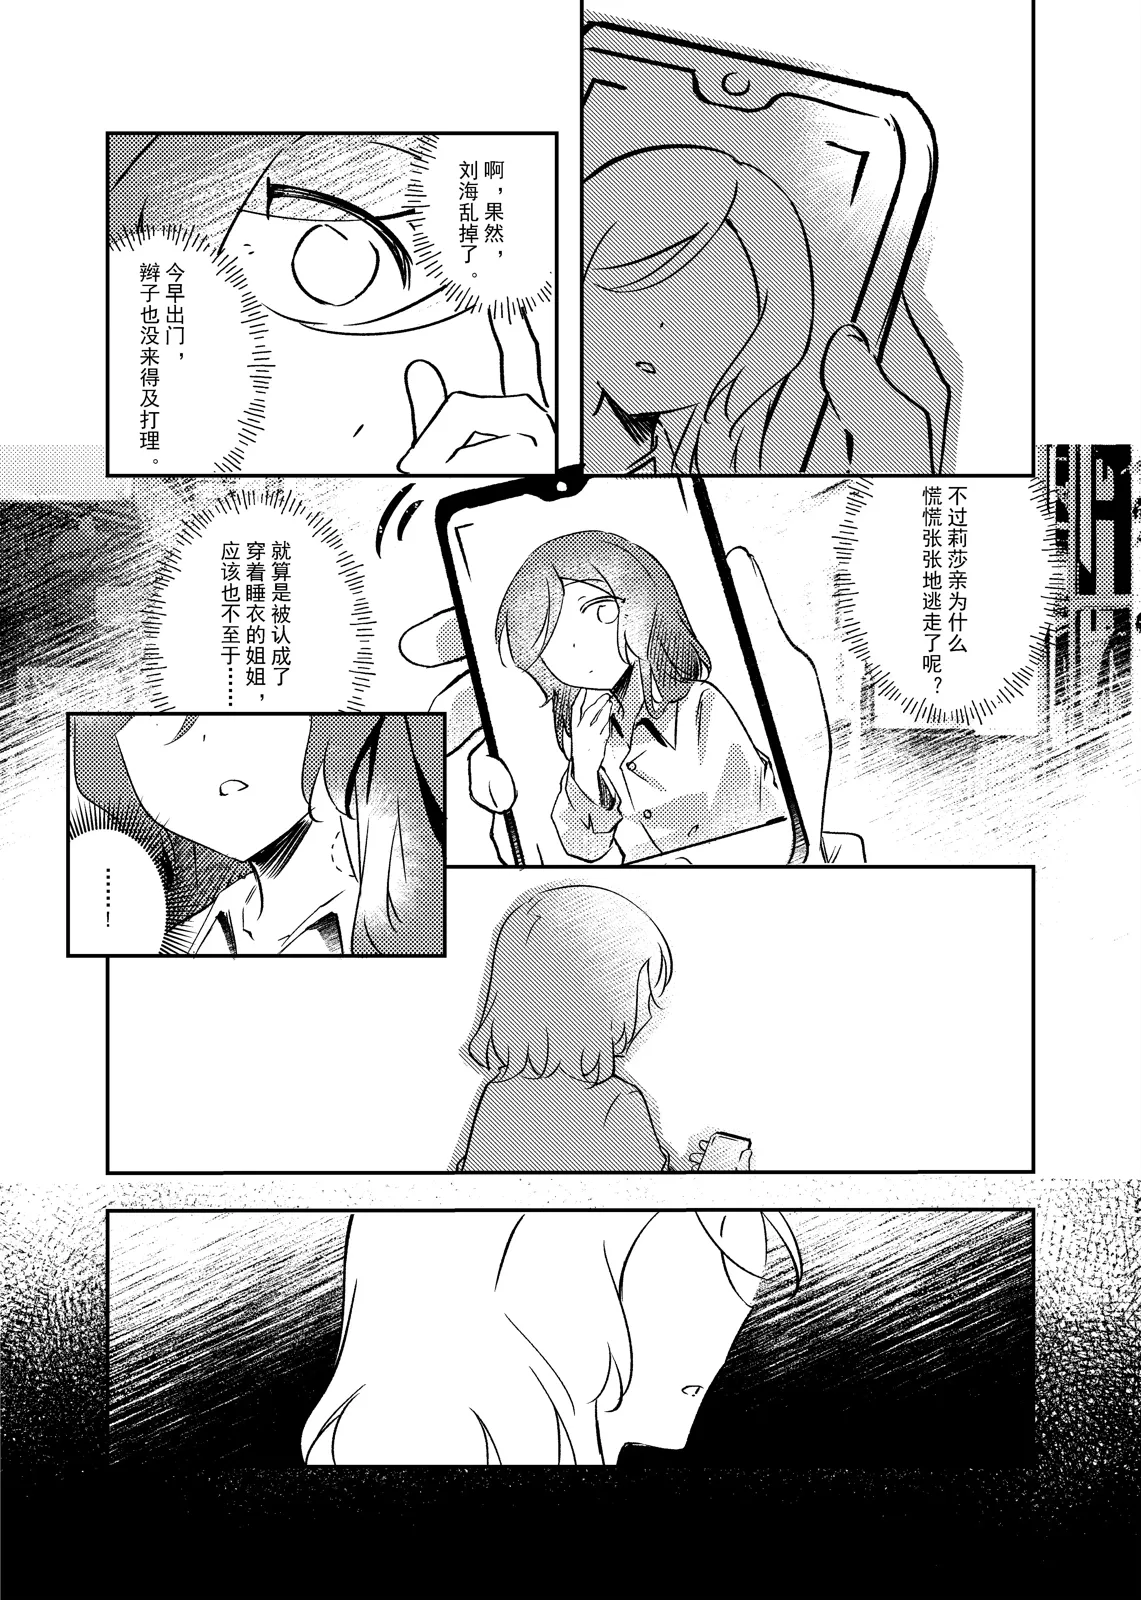 啊，果然，
刘海乱掉了。
今早出门，
辫子也没来得及打理。
不过莉莎亲为什么
慌慌张张地逃走了呢？
就算是被认成了
穿着睡衣的姐姐，
应该也不至于……
……！